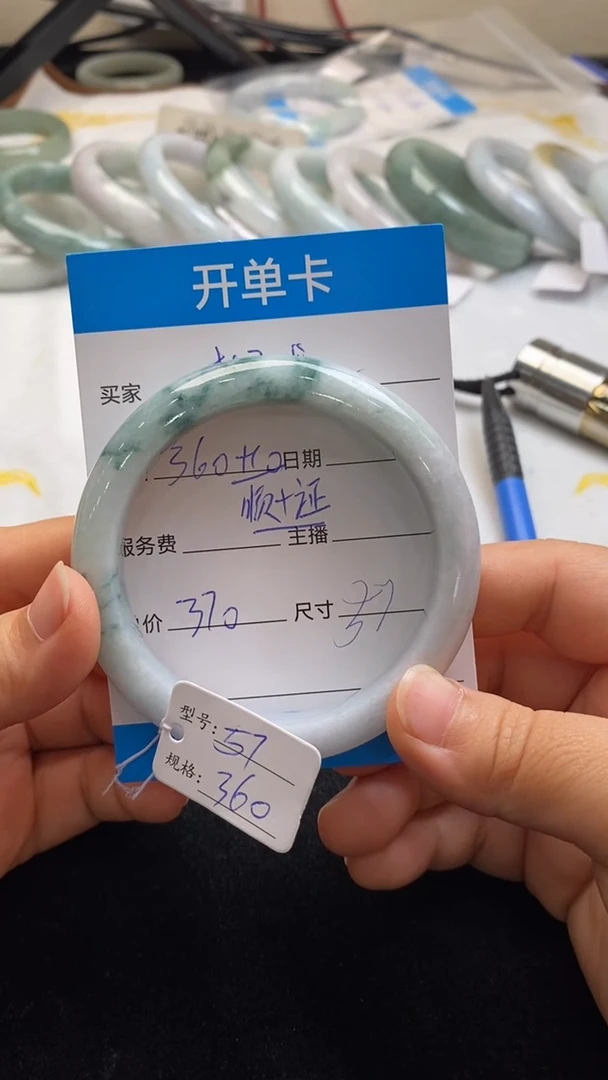 开单卡
买家
360+10 日期
顺+证
服务费 主播
价 370 尺寸 57
型号: 57
规格: 360